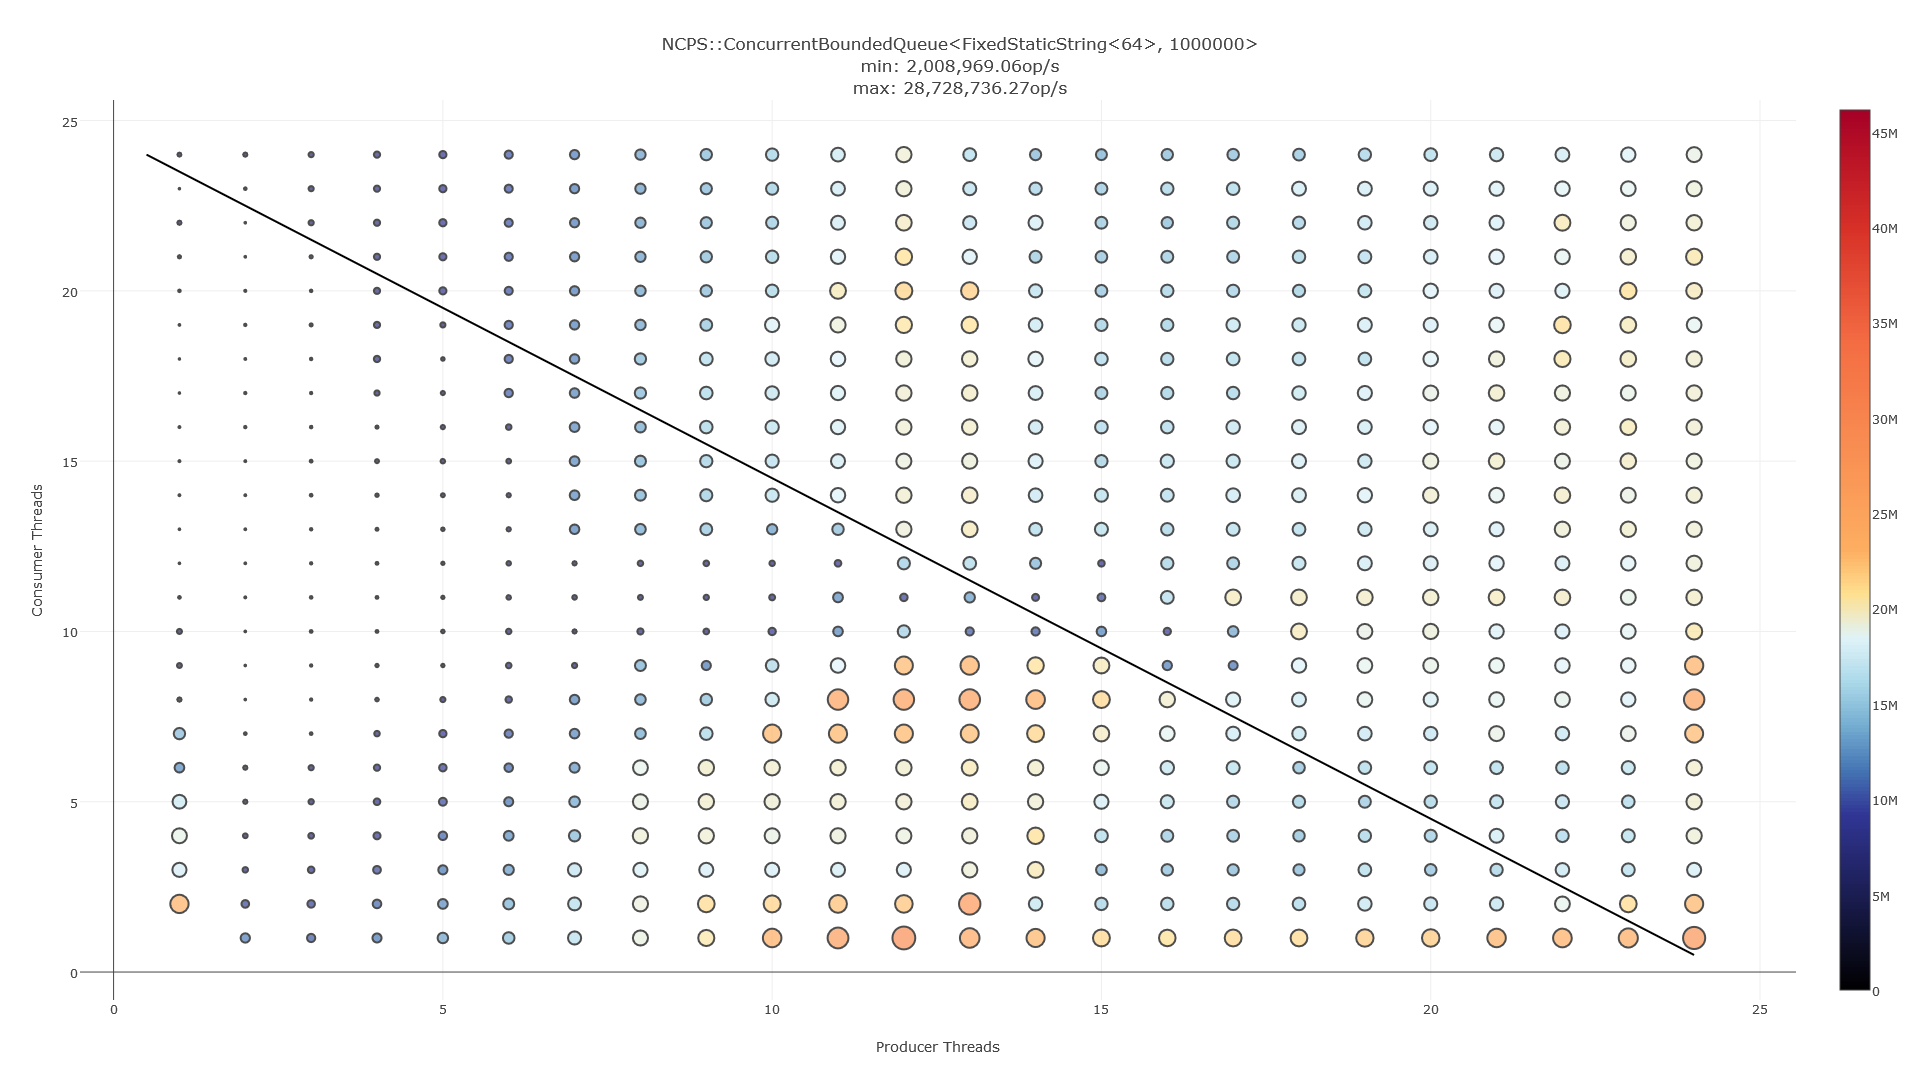 NCPS::ConcurrentBoundedQueue<FixedStaticString<64>, 1000000>
min: 2,008,969.06op/s
max: 28,728,736.27op/s
25
20
15
10
5
0
Consumer Threads
0 5 10 15 20 25
Producer Threads
45M
40M
35M
30M
25M
20M
15M
10M
5M
0